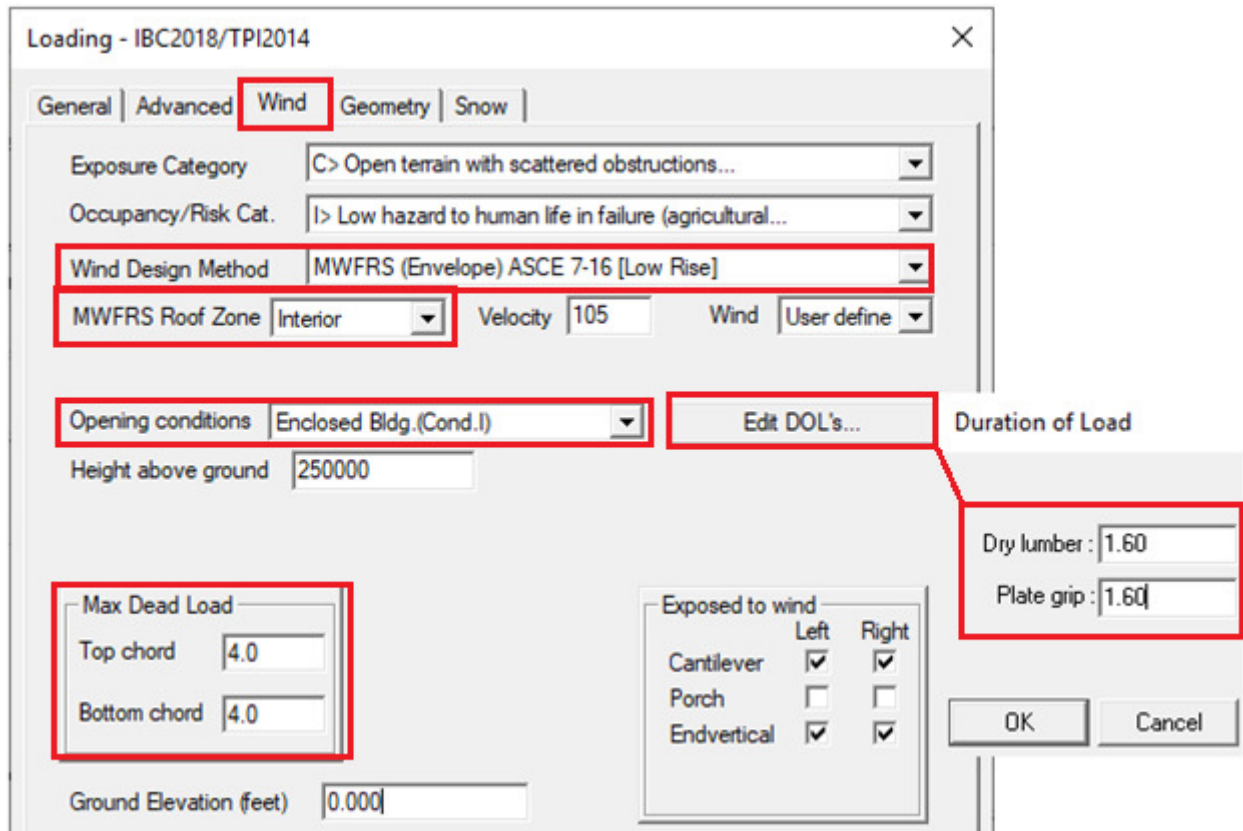 Loading - IBC2018/TPI2014
General Advanced Wind Geometry Snow
Exposure Category C> Open terrain with scattered obstructions...
Occupancy/Risk Cat. I> Low hazard to human life in failure (agricultural...
Wind Design Method MWFRS (Envelope) ASCE 7-16 [Low Rise]
MWFRS Roof Zone Interior Velocity 105 Wind User define
Opening conditions Enclosed Bldg.(Cond.I) Edit DOL's... Duration of Load
Height above ground 250000
Dry lumber : 1.60
Plate grip : 1.60
Max Dead Load
Top chord 4.0
Bottom chord 4.0
Exposed to wind
Left Right
Cantilever
Porch
Endvertical
OK Cancel
Ground Elevation (feet) 0.000